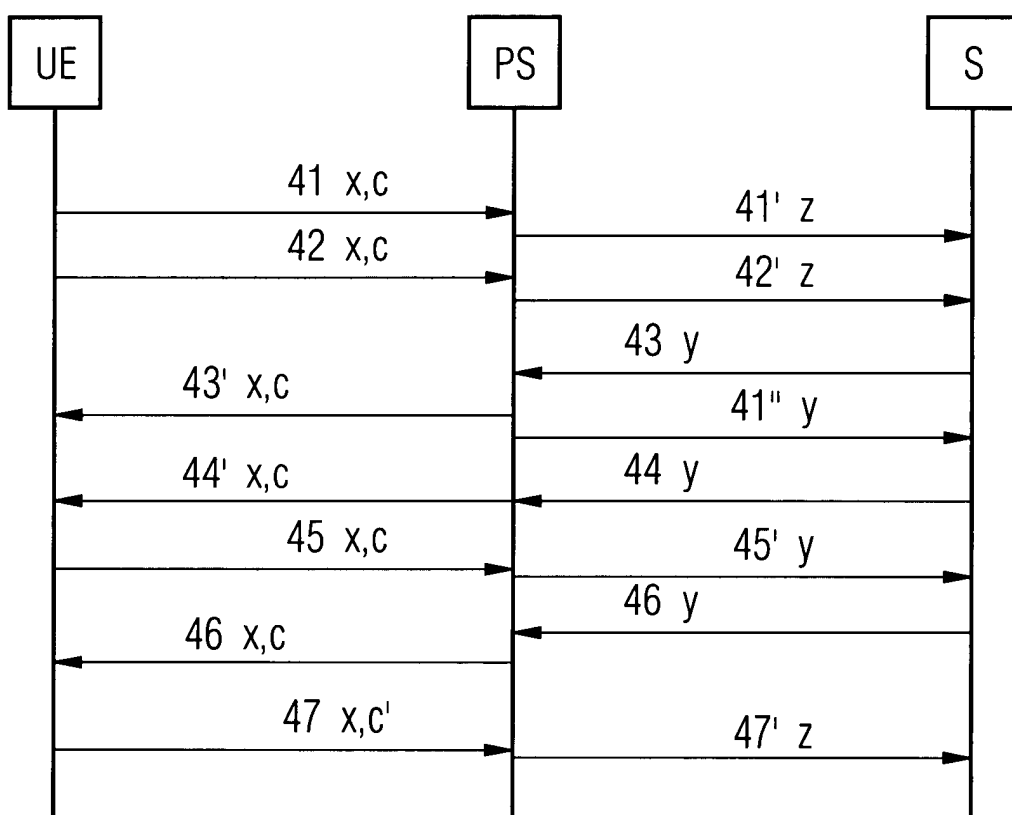 UE PS S
41 x,c
41' z
42 x,c
42' z
43 y
43' x,c
41" y
44' x,c
44 y
45 x,c
45' y
46 y
46 x,c
47 x,c'
47' z